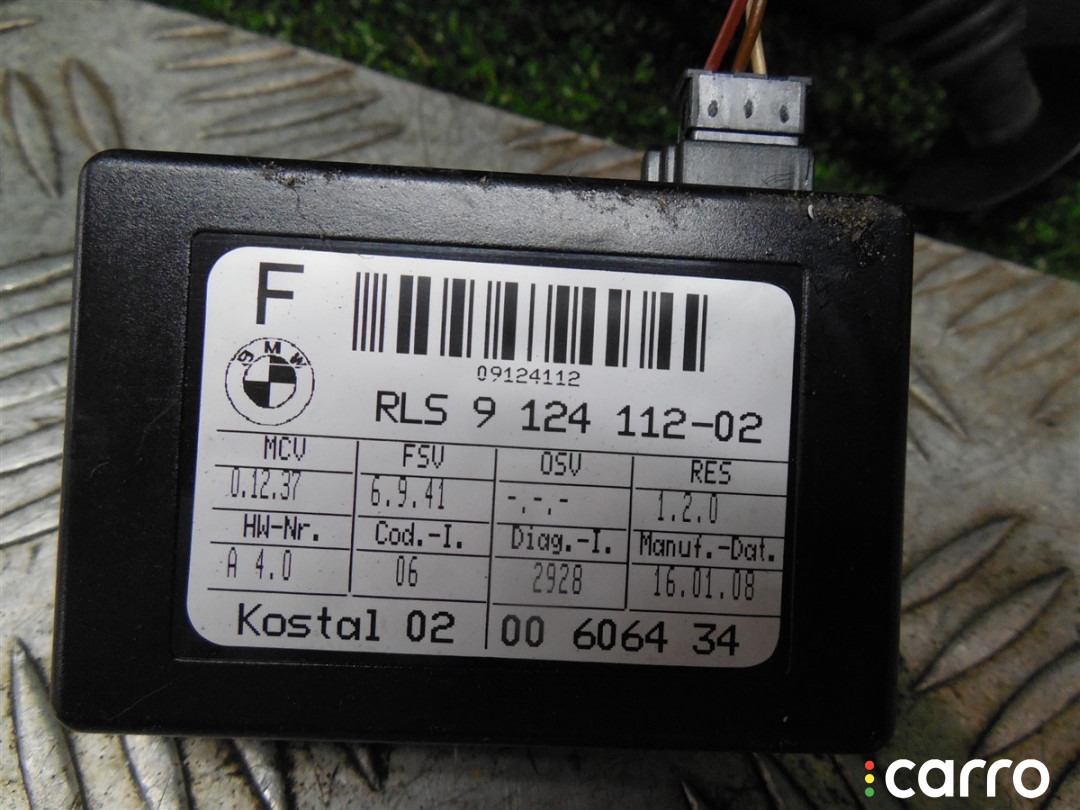 F
BMW
09124112
RLS 9 124 112-02
MCV FSV OSV RES
0.12.37 6.9.41 -.-.- 1.2.0
HW-Nr. Cod.-I. Diag.-I. Manuf.-Dat.
A 4.0 06 2928 16.01.08
Kostal 02 00 6064 34
carro